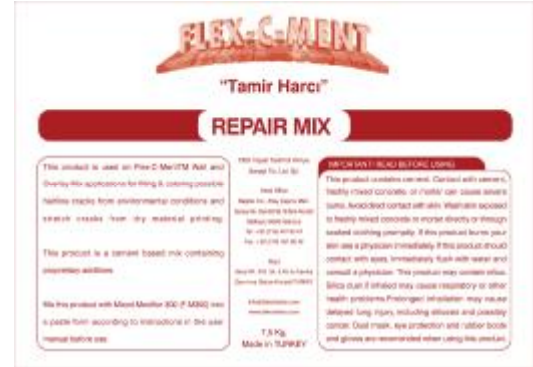 FLEX-C-MENT
"Tamir Harcı"
REPAIR MIX
This product is used on Flex-C-Ment™ Wall and
Overlay Mix applications for filling & coloring possible
hairline cracks from environmental conditions and
stretch cracks from dry material printing.
This product is a cement based mix containing
proprietary additives.
Mix this product with Mixed Modifier 300 (F-M300) into
a paste form according to instructions in the user
manual before use.
7,5 Kg.
Made in TURKEY
IMPORTANT! READ BEFORE USING
This product contains cement. Contact with cement,
freshly mixed concrete, or mortar can cause severe
burns. Avoid direct contact with skin. Wash skin exposed
to freshly mixed concrete or mortar directly or through
soaked clothing promptly. If this product burns your
skin see a physician immediately. If this product should
contact with eyes, immediately flush with water and
consult a physician. This product may contain silica.
Silica dust if inhaled may cause respiratory or other
health problems. Prolonged inhalation may cause
delayed lung injury, including silicosis and possibly
cancer. Dust mask, eye protection and rubber boots
and gloves are recommended when using this product.